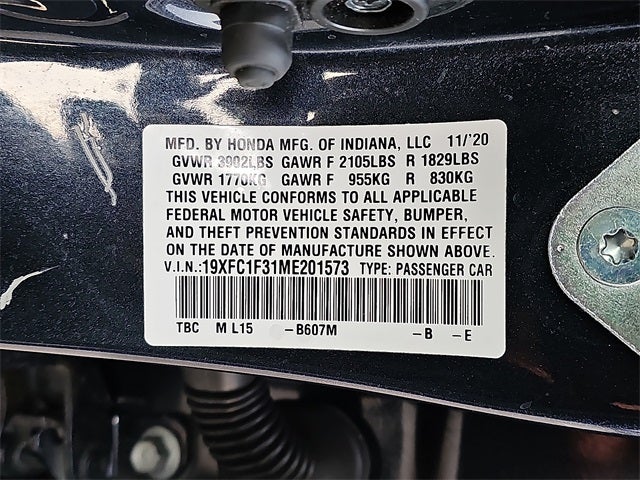 MFD. BY HONDA MFG. OF INDIANA, LLC 11/'20
GVWR 3902LBS GAWR F 2105LBS R 1829LBS
GVWR 1770KG GAWR F 955KG R 830KG
THIS VEHICLE CONFORMS TO ALL APPLICABLE
FEDERAL MOTOR VEHICLE SAFETY, BUMPER,
AND THEFT PREVENTION STANDARDS IN EFFECT
ON THE DATE OF MANUFACTURE SHOWN ABOVE.
V.I.N.:19XFC1F31ME201573 TYPE: PASSENGER CAR
TBC M L15 -B607M -B -E